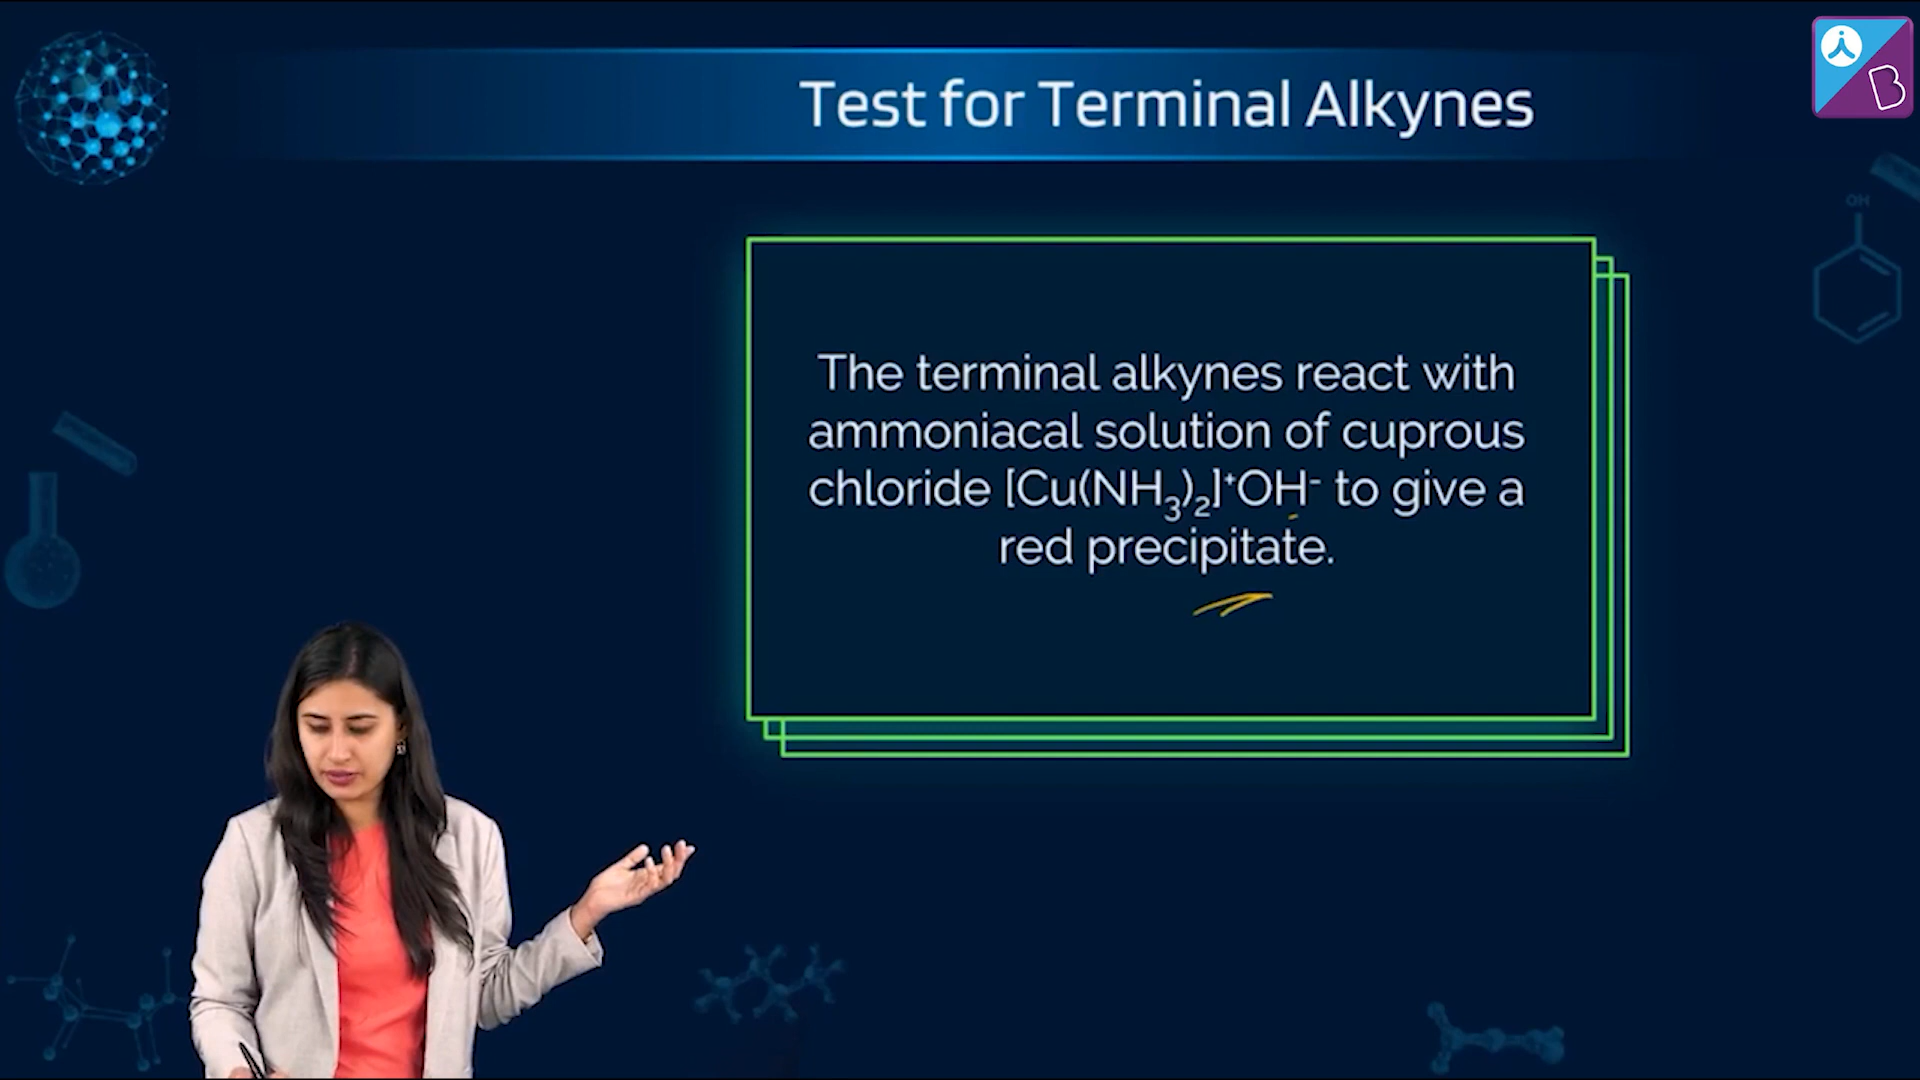 Test for Terminal Alkynes
OH
The terminal alkynes react with
ammoniacal solution of cuprous
chloride [Cu(NH₃)₂]⁺OH⁻ to give a
red precipitate.